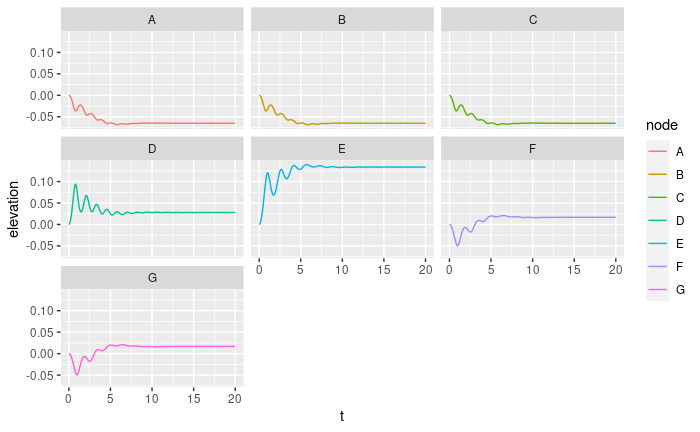 A B C
0.10
0.05
0.00
-0.05
D E F
0.10
0.05
0.00
-0.05
0 5 10 15 20 0 5 10 15 20
G
0.10
0.05
0.00
-0.05
0 5 10 15 20
elevation
t
node
A
B
C
D
E
F
G